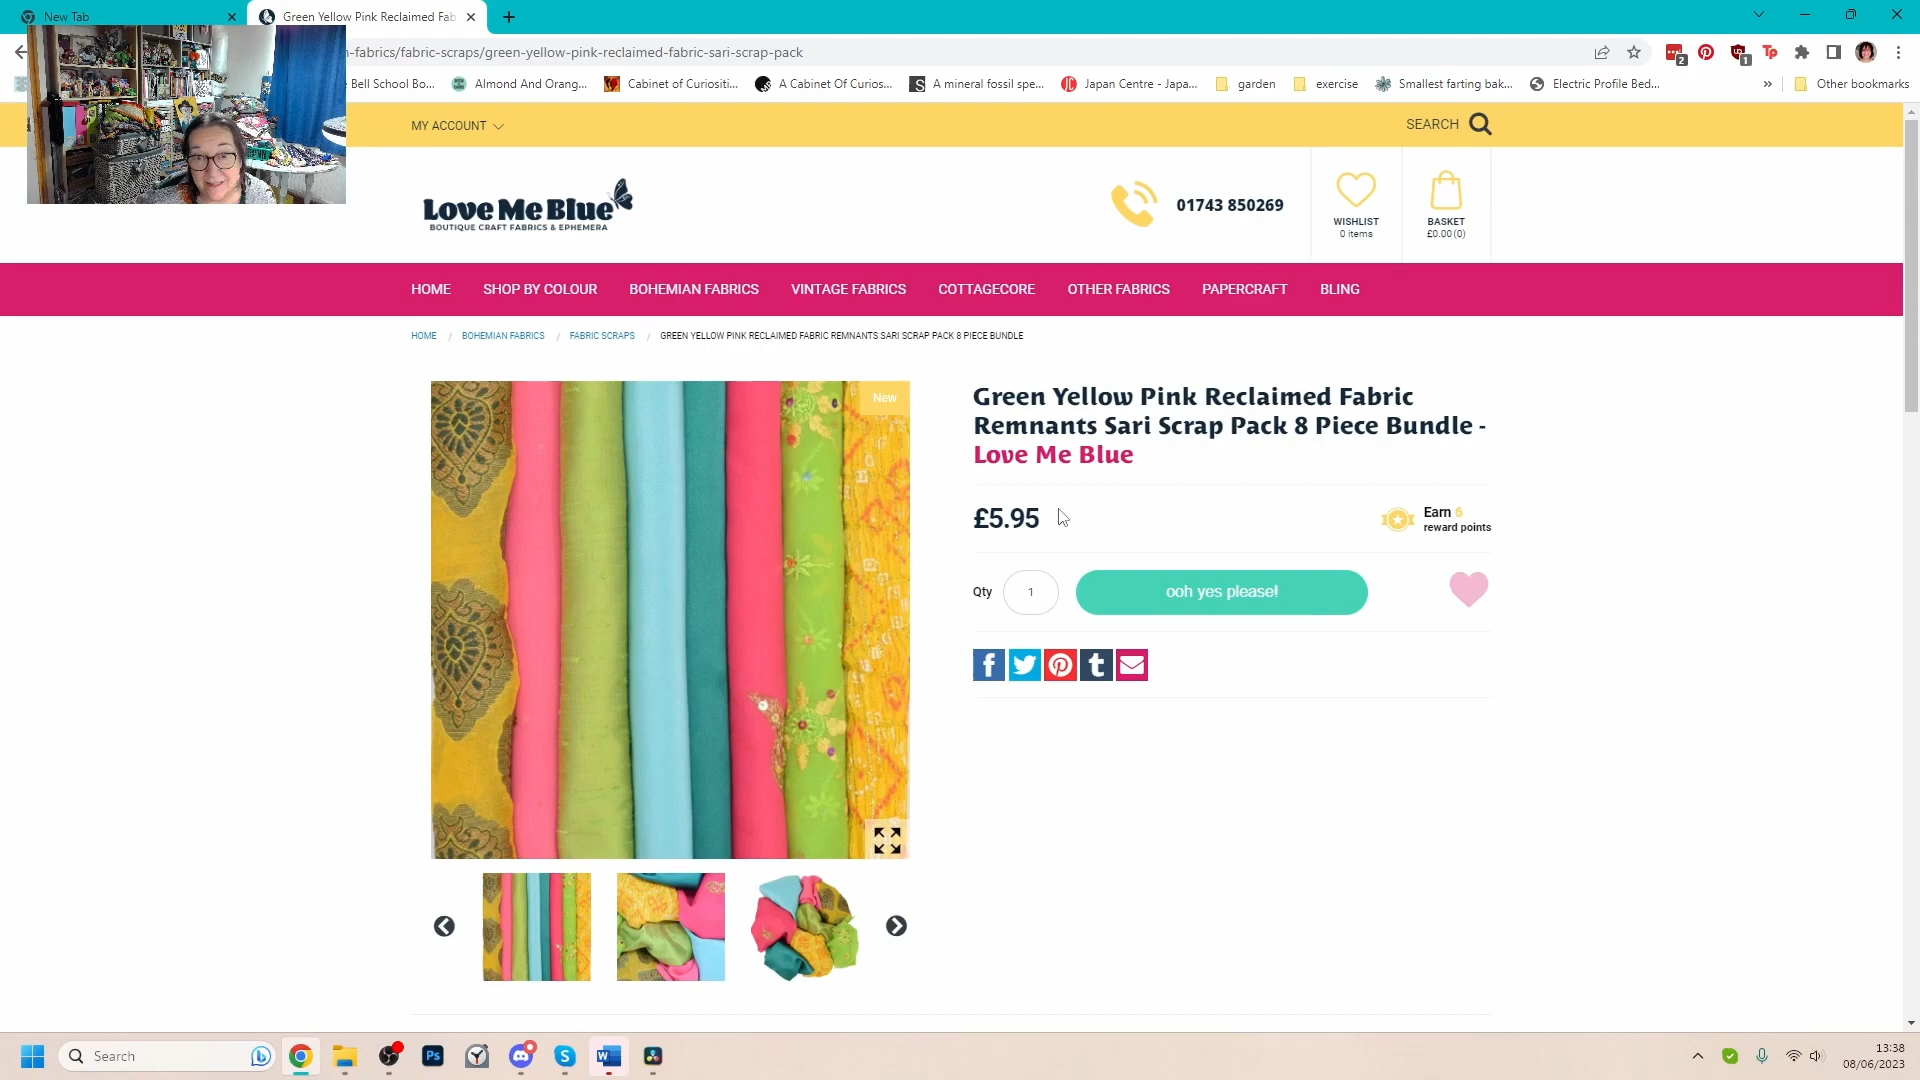 New Tab
Green Yellow Pink Reclaimed Fab
n-fabrics/fabric-scraps/green-yellow-pink-reclaimed-fabric-sari-scrap-pack
2
1
Bell School Bo...
Almond And Orang...
Cabinet of Curiositi...
A Cabinet Of Curios...
A mineral fossil spe...
Japan Centre - Japa...
garden
exercise
Smallest farting bak...
Electric Profile Bed...
»
Other bookmarks
MY ACCOUNT
SEARCH
Love Me Blue
BOUTIQUE CRAFT FABRICS & EPHEMERA
01743 850269
WISHLIST
0 items
BASKET
£0.00 (0)
HOME
SHOP BY COLOUR
BOHEMIAN FABRICS
VINTAGE FABRICS
COTTAGECORE
OTHER FABRICS
PAPERCRAFT
BLING
HOME / BOHEMIAN FABRICS / FABRIC SCRAPS / GREEN YELLOW PINK RECLAIMED FABRIC REMNANTS SARI SCRAP PACK 8 PIECE BUNDLE
New
Green Yellow Pink Reclaimed Fabric
Remnants Sari Scrap Pack 8 Piece Bundle -
Love Me Blue
£5.95
Earn 6
reward points
Qty
1
ooh yes please!
Search
13:38
08/06/2023